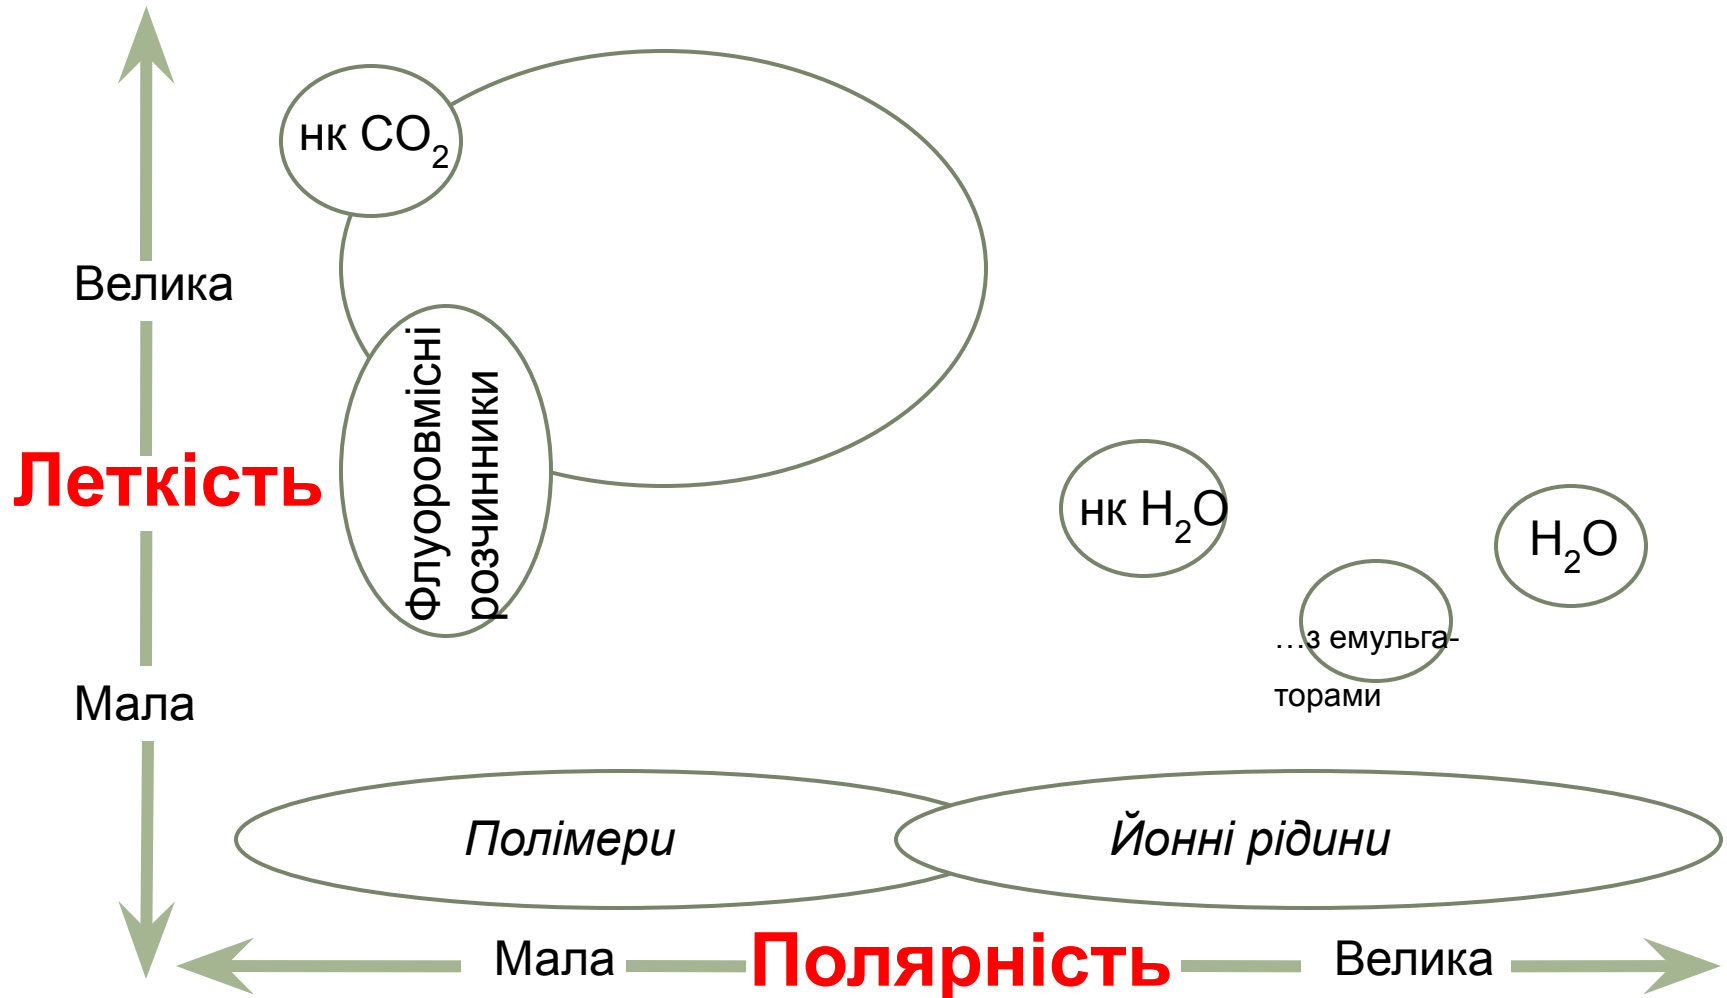 нк CO2
Велика
Флуоровмісні
розчинники
Леткість
нк H2O
H2O
…з емульга-
торами
Мала
Полімери
Йонні рідини
Мала
Полярність
Велика